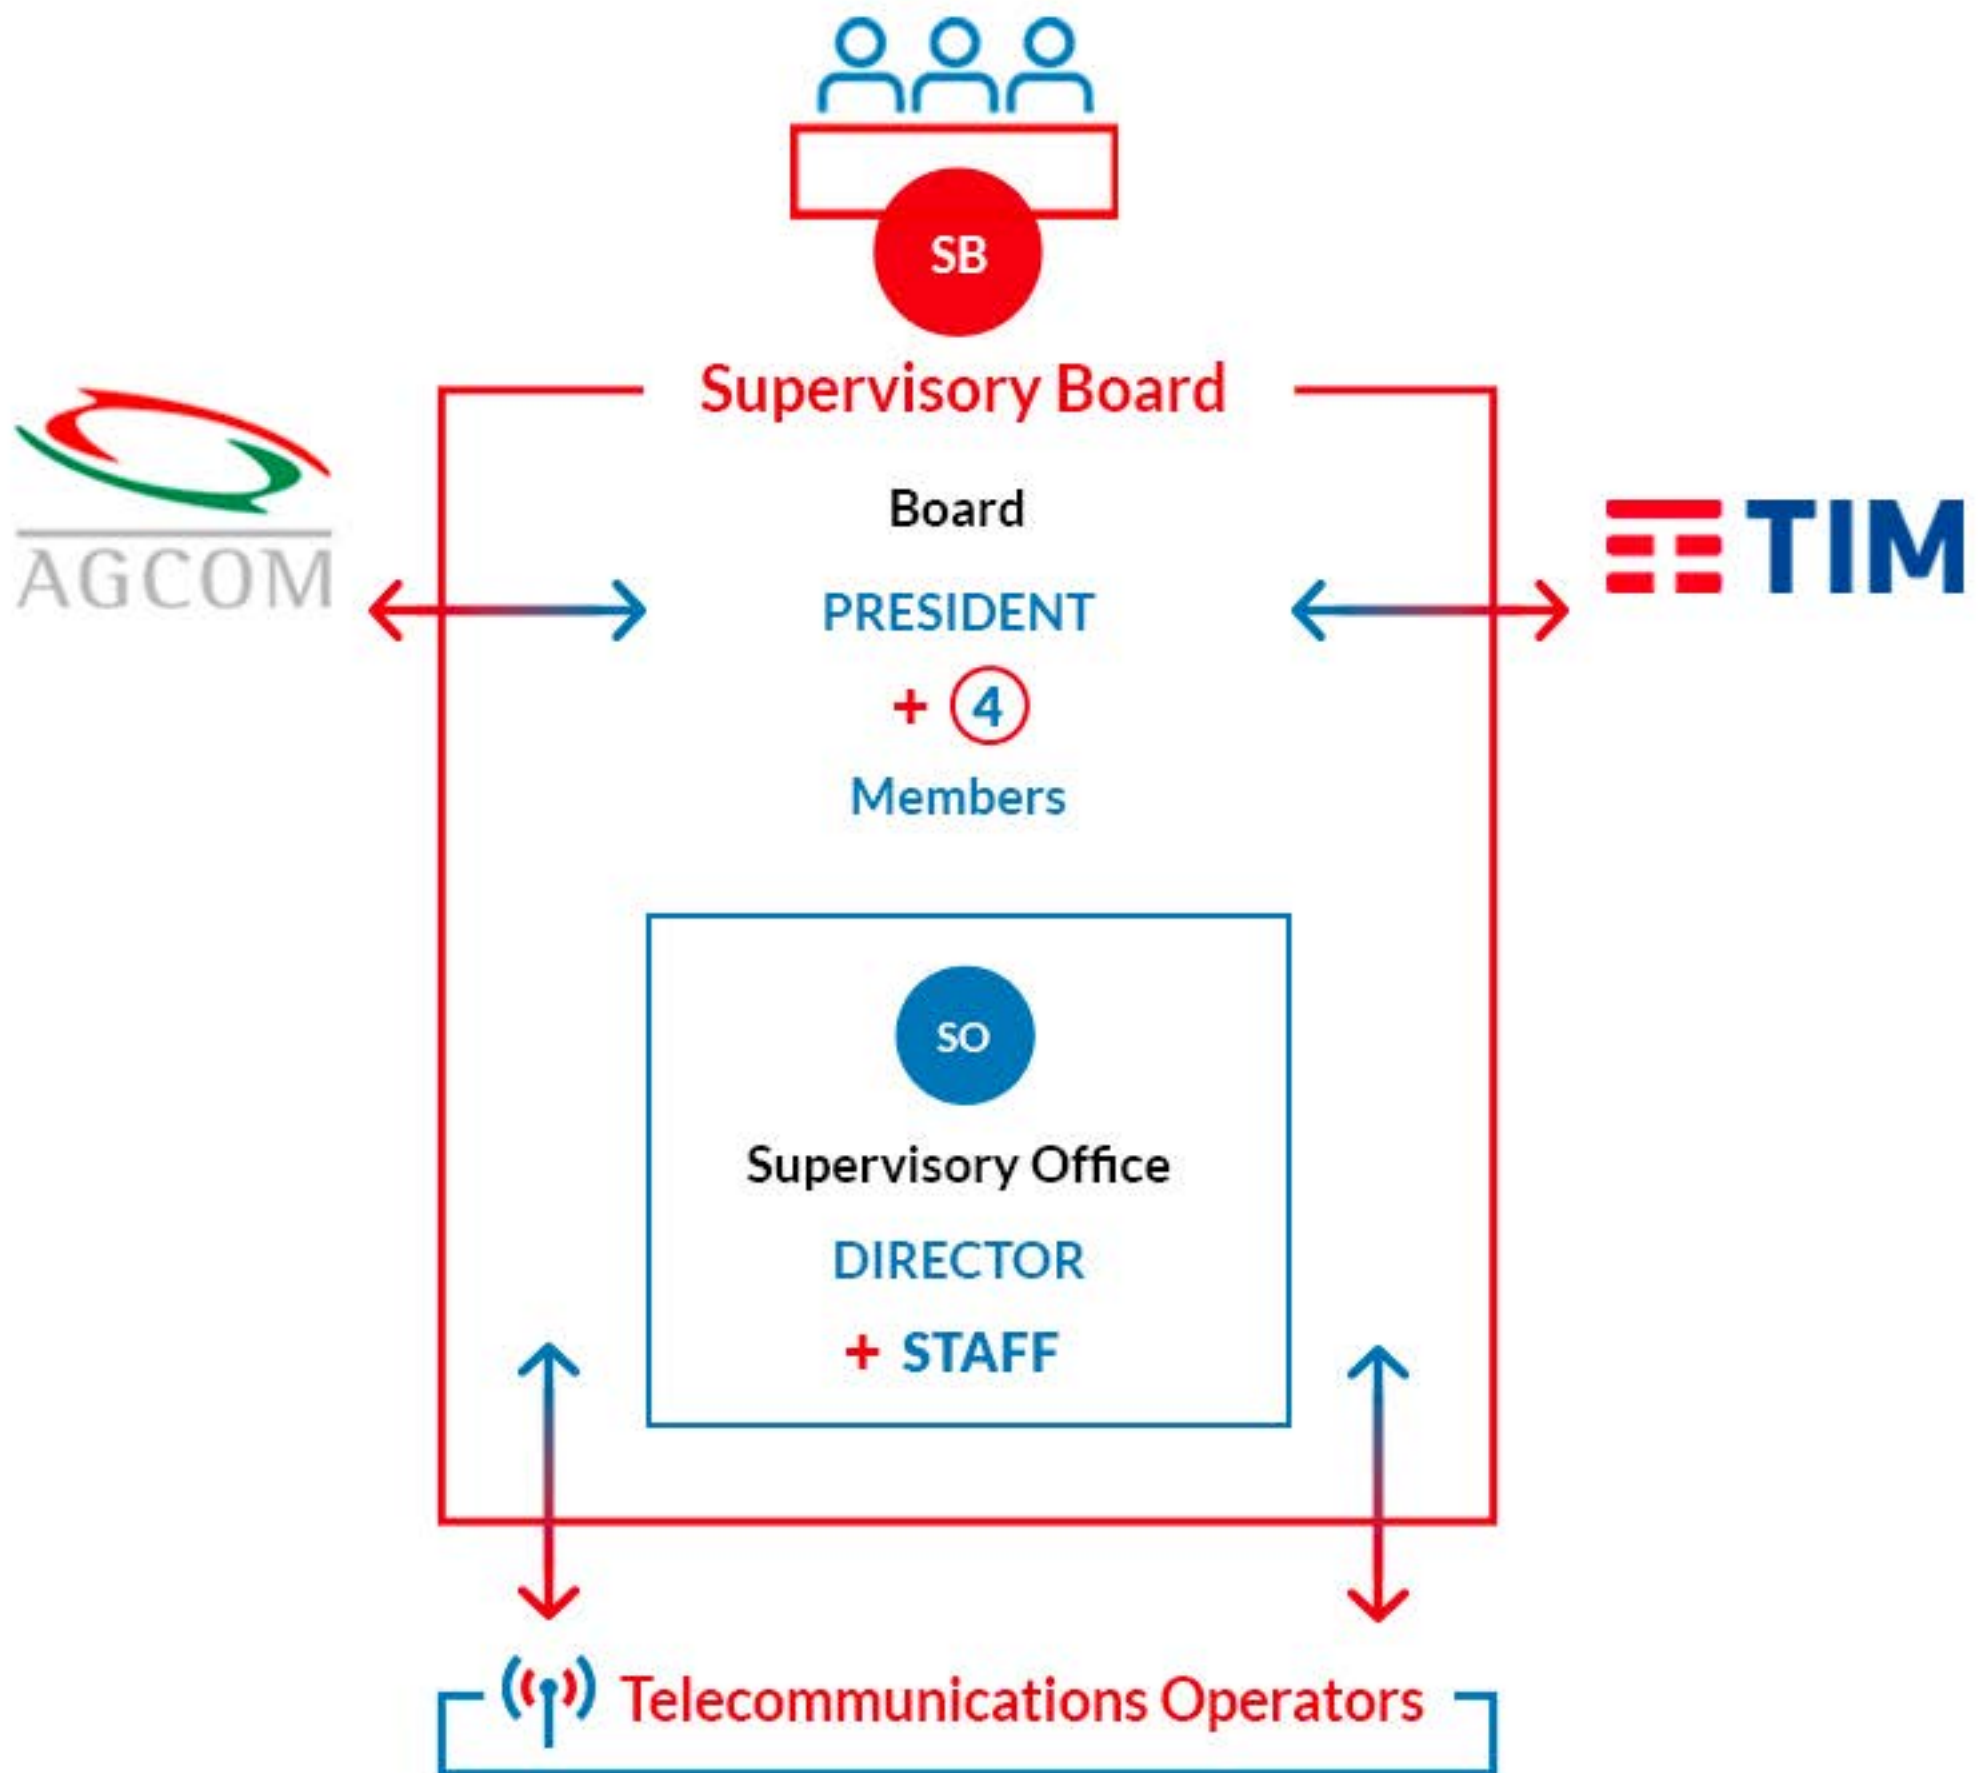 SB
Supervisory Board
AGCOM
Board
TIM
PRESIDENT
+ 4
Members
SO
Supervisory Office
DIRECTOR
+ STAFF
Telecommunications Operators